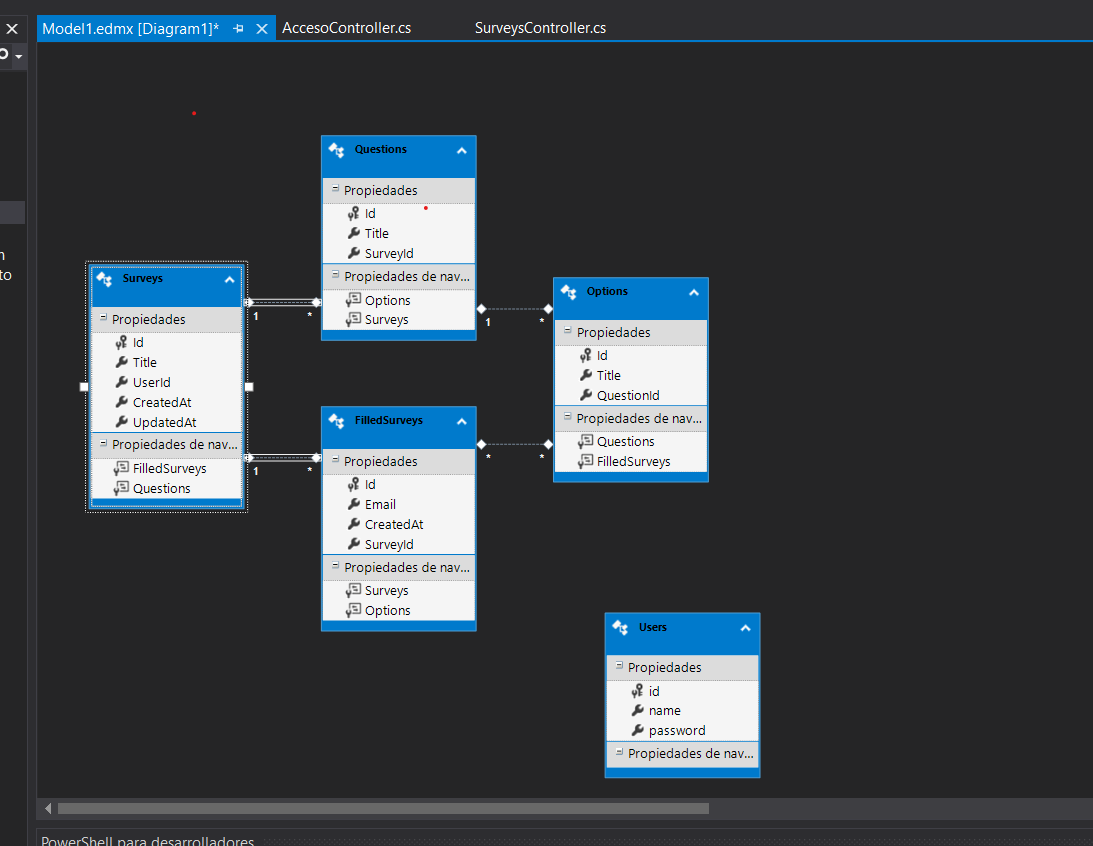 Model1.edmx [Diagram1]*
AccesoController.cs
SurveysController.cs
to
Questions
Propiedades
Id
Title
SurveyId
Propiedades de nav...
Options
Surveys
Surveys
Propiedades
Id
Title
UserId
CreatedAt
UpdatedAt
Propiedades de nav...
FilledSurveys
Questions
1
*
1
*
Options
Propiedades
Id
Title
QuestionId
Propiedades de nav...
Questions
FilledSurveys
1
*
FilledSurveys
Propiedades
Id
Email
CreatedAt
SurveyId
Propiedades de nav...
Surveys
Options
*
*
Users
Propiedades
id
name
password
Propiedades de nav...
PowerShell para desarrolladores